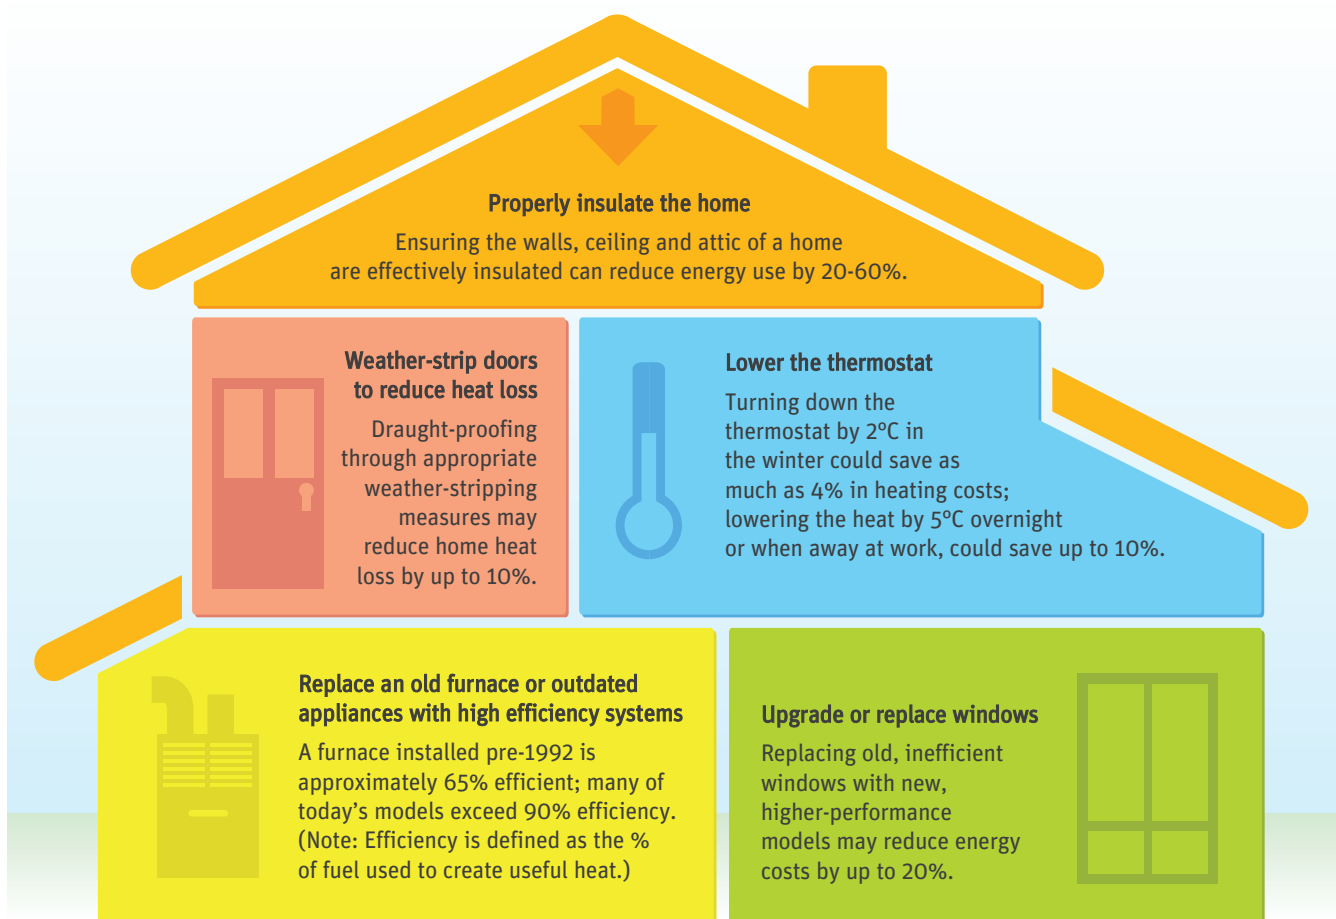 Properly insulate the home
Ensuring the walls, ceiling and attic of a home
are effectively insulated can reduce energy use by 20-60%.
Weather-strip doors
to reduce heat loss
Draught-proofing
through appropriate
weather-stripping
measures may
reduce home heat
loss by up to 10%.
Lower the thermostat
Turning down the
thermostat by 2°C in
the winter could save as
much as 4% in heating costs;
lowering the heat by 5°C overnight
or when away at work, could save up to 10%.
Replace an old furnace or outdated
appliances with high efficiency systems
A furnace installed pre-1992 is
approximately 65% efficient; many of
today's models exceed 90% efficiency.
(Note: Efficiency is defined as the %
of fuel used to create useful heat.)
Upgrade or replace windows
Replacing old, inefficient
windows with new,
higher-performance
models may reduce energy
costs by up to 20%.